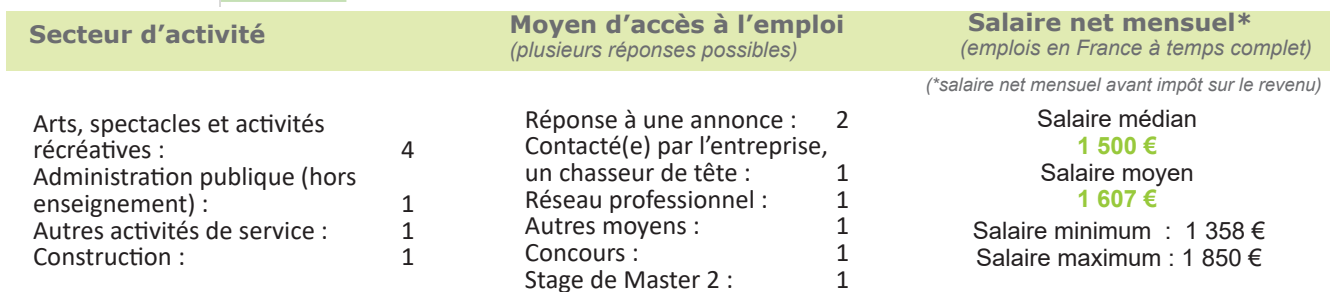 Secteur d'activité
Arts, spectacles et activités
récréatives : 4
Administration publique (hors
enseignement) : 1
Autres activités de service : 1
Construction : 1
Moyen d'accès à l'emploi
(plusieurs réponses possibles)
Réponse à une annonce : 2
Contacté(e) par l'entreprise,
un chasseur de tête : 1
Réseau professionnel : 1
Autres moyens : 1
Concours : 1
Stage de Master 2 : 1
Salaire net mensuel*
(emplois en France à temps complet)
(*salaire net mensuel avant impôt sur le revenu)
Salaire médian
1 500 €
Salaire moyen
1 607 €
Salaire minimum : 1 358 €
Salaire maximum : 1 850 €